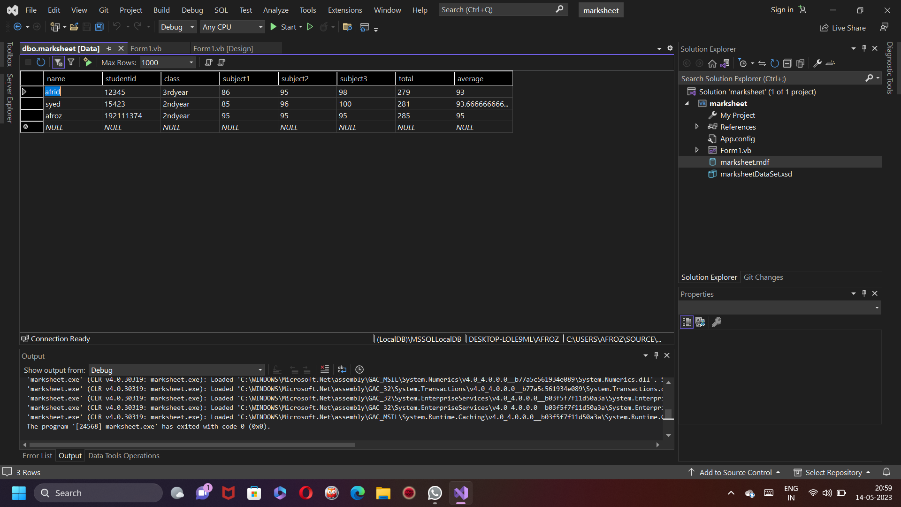 File Edit View Git Project Build Debug SQL Test Analyze Tools Extensions Window Help Search (Ctrl+Q) marksheet Sign in
Debug Any CPU Start Live Share
Toolbox
Server Explorer
dbo.marksheet [Data] Form1.vb Form1.vb [Design]
Max Rows: 1000
name studentid class subject1 subject2 subject3 total average
afrid 12345 3rdyear 86 95 98 279 93
syed 15423 2ndyear 85 96 100 281 93.666666666...
afroz 192111374 2ndyear 95 95 95 285 95
NULL NULL NULL NULL NULL NULL NULL NULL
Connection Ready (LocalDB)\MSSQLLocalDB DESKTOP-LDLE9ML\AFROZ C:\USERS\AFROZ\SOURCE\...
Output
Show output from: Debug
'marksheet.exe' (CLR v4.0.30319: marksheet.exe): Loaded 'C:\WINDOWS\Microsoft.Net\assembly\GAC_MSIL\System.Numerics\v4.0_4.0.0.0__b77a5c561934e089\System.Numerics.dll'.
'marksheet.exe' (CLR v4.0.30319: marksheet.exe): Loaded 'C:\WINDOWS\Microsoft.Net\assembly\GAC_32\System.Transactions\v4.0_4.0.0.0__b77a5c561934e089\System.Transactions.
'marksheet.exe' (CLR v4.0.30319: marksheet.exe): Loaded 'C:\WINDOWS\Microsoft.Net\assembly\GAC_32\System.EnterpriseServices\v4.0_4.0.0.0__b03f5f7f11d50a3a\System.Enterpr
'marksheet.exe' (CLR v4.0.30319: marksheet.exe): Loaded 'C:\WINDOWS\Microsoft.Net\assembly\GAC_32\System.EnterpriseServices\v4.0_4.0.0.0__b03f5f7f11d50a3a\System.Enterpr
'marksheet.exe' (CLR v4.0.30319: marksheet.exe): Loaded 'C:\WINDOWS\Microsoft.Net\assembly\GAC_MSIL\System.Runtime.Caching\v4.0_4.0.0.0__b03f5f7f11d50a3a\System.Runtime.C
The program '[24568] marksheet.exe' has exited with code 0 (0x0).
Error List Output Data Tools Operations
Solution Explorer
Search Solution Explorer (Ctrl+;)
Solution 'marksheet' (1 of 1 project)
marksheet
My Project
References
App.config
Form1.vb
marksheet.mdf
marksheetDataSet.xsd
Solution Explorer Git Changes
Properties
Diagnostic Tools
3 Rows Add to Source Control Select Repository
Search 1 ENG IN 20:59 14-05-2023